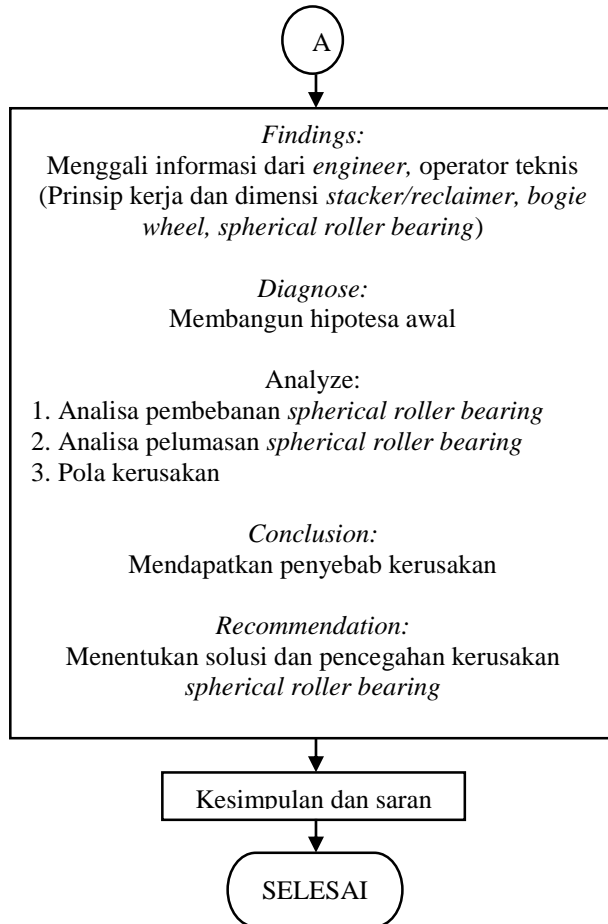 A
Findings:
Menggali informasi dari engineer, operator teknis
(Prinsip kerja dan dimensi stacker/reclaimer, bogie
wheel, spherical roller bearing)
Diagnose:
Membangun hipotesa awal
Analyze:
1. Analisa pembebanan spherical roller bearing
2. Analisa pelumasan spherical roller bearing
3. Pola kerusakan
Conclusion:
Mendapatkan penyebab kerusakan
Recommendation:
Menentukan solusi dan pencegahan kerusakan
spherical roller bearing
Kesimpulan dan saran
SELESAI